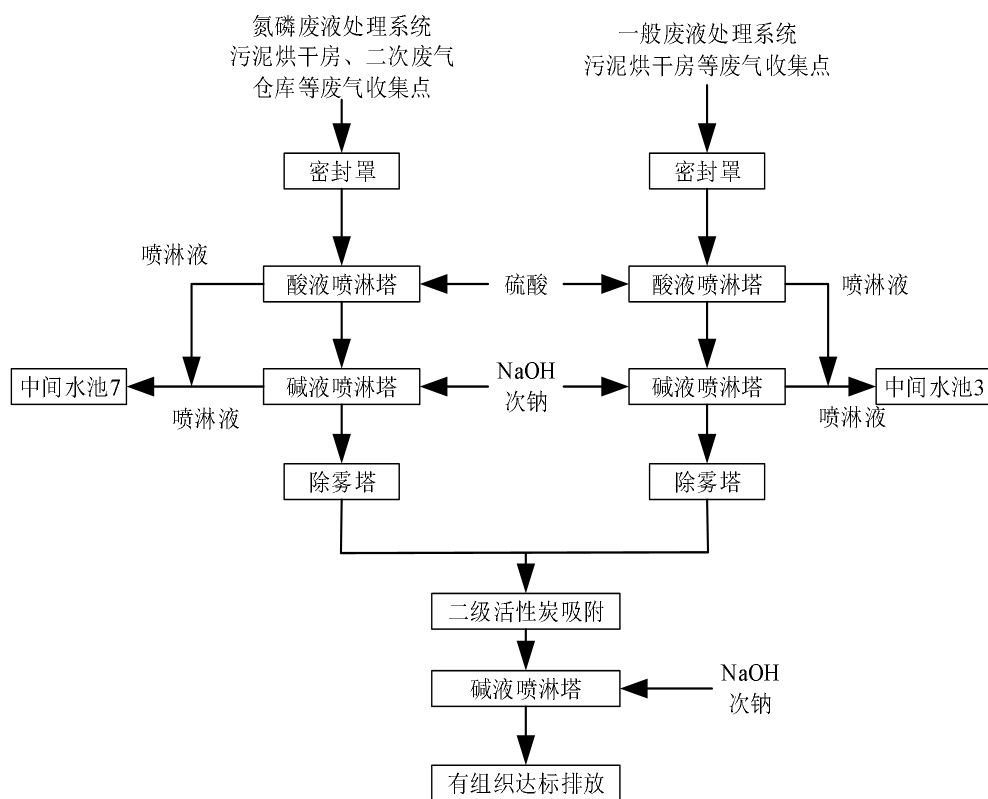 氮磷废液处理系统
污泥烘干房、二次废气
仓库等废气收集点
一般废液处理系统
污泥烘干房等废气收集点
密封罩
密封罩
喷淋液
酸液喷淋塔
硫酸
酸液喷淋塔
喷淋液
中间水池7
碱液喷淋塔
NaOH
次钠
碱液喷淋塔
中间水池3
喷淋液
喷淋液
除雾塔
除雾塔
二级活性炭吸附
碱液喷淋塔
NaOH
次钠
有组织达标排放